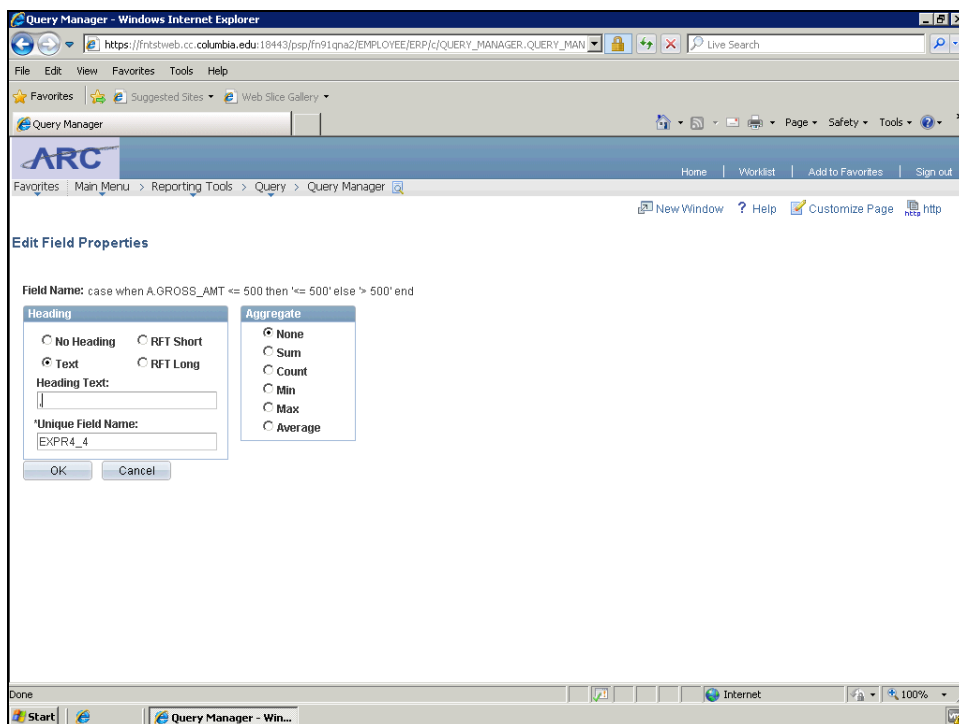 Query Manager - Windows Internet Explorer
https://fntstweb.cc.columbia.edu:18443/psp/fn91qna2/EMPLOYEE/ERP/c/QUERY_MANAGER.QUERY_MAN
Live Search
File Edit View Favorites Tools Help
Favorites Suggested Sites Web Slice Gallery
Query Manager Page Safety Tools
ARC
Home | Worklist | Add to Favorites | Sign out
Favorites Main Menu > Reporting Tools > Query > Query Manager
New Window ? Help Customize Page http
Edit Field Properties
Field Name: case when A.GROSS_AMT <= 500 then '<= 500' else '> 500' end
Heading
No Heading RFT Short
Text RFT Long
Heading Text:
.
*Unique Field Name:
EXPR4_4
OK Cancel
Aggregate
None
Sum
Count
Min
Max
Average
Done Internet 100%
Start Query Manager - Win...